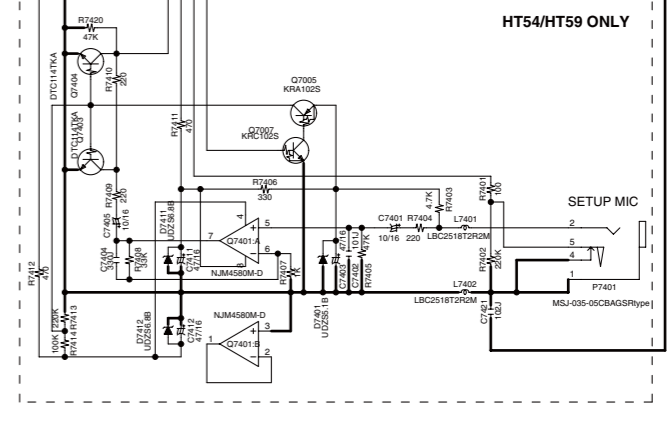 HT54/HT59 ONLY
R7420
47K
DTC114TKA
Q7404
R7410
220
DTC114TKA
Q7403
R7411
470
Q7005
KRA102S
Q7007
KRC102S
R7409
220
C7405
10/16
D7411
UDZS6.8B
R7406
330
4.7K
R7403
R7401
100
SETUP MIC
4
5
7
Q7401:A
6
8
C7401
10/16
R7404
220
L7401
LBC2518T2R2M
2
5
4
1
C7404
330J
R7408
33K
C7411
47/16
NJM4580M-D
R7407
1K
47/16
C7403
101J
C7402
47K
R7405
R7402
220K
L7402
LBC2518T2R2M
P7401
MSJ-035-05CBAGSRtype
R7412
470
220K
R7413
100K
R7414
D7412
UDZS6.8B
C7412
47/16
NJM4580M-D
1
Q7401:B
3
2
D7401
UDZS5.1B
C7421
102J